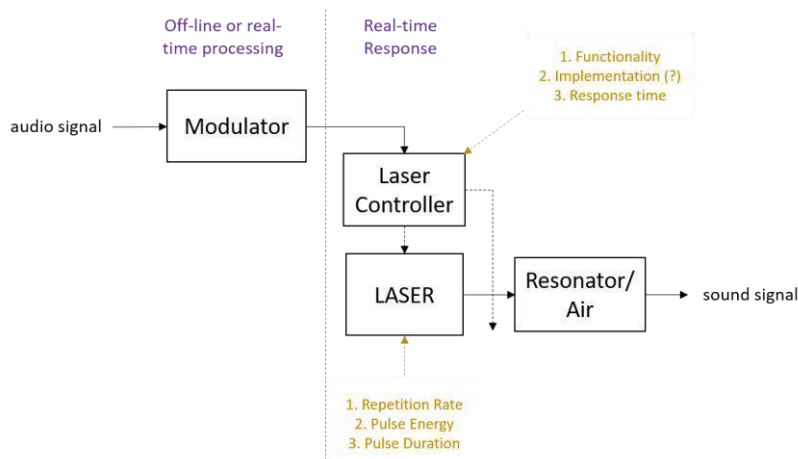 Off-line or real-
time processing
Real-time
Response
1. Functionality
2. Implementation (?)
3. Response time
audio signal
Modulator
Laser
Controller
LASER
Resonator/
Air
sound signal
1. Repetition Rate
2. Pulse Energy
3. Pulse Duration